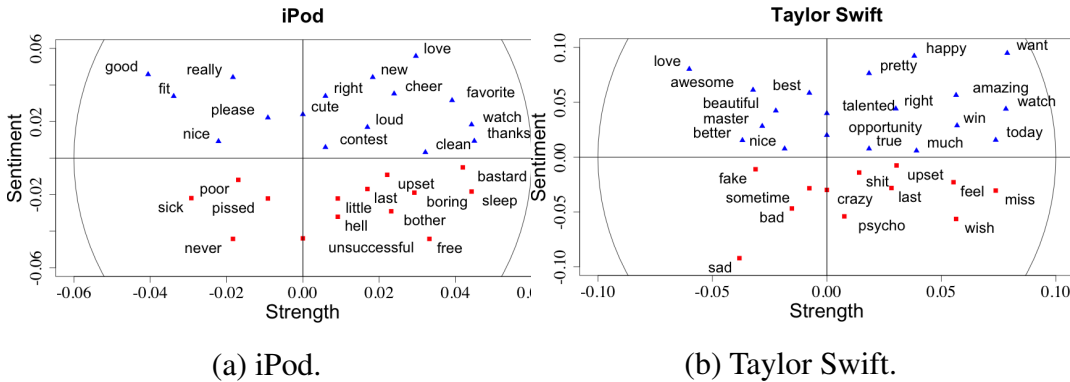 iPod
Sentiment
0.06
0.02
-0.02
-0.06
good
really
fit
please
nice
love
new
right
cheer
favorite
cute
loud
watch
contest
thanks
clean
poor
sick
pissed
never
upset
bastard
last
little
boring
sleep
hell
bother
unsuccessful
free
-0.06
-0.04
-0.02
0.00
0.02
0.04
Strength
(a) iPod.
Taylor Swift
Sentiment
0.10
0.05
0.00
-0.05
-0.10
love
awesome
best
beautiful
master
better
nice
happy
want
pretty
amazing
talented
right
watch
win
opportunity
true
much
today
fake
sometime
bad
sad
shit
upset
crazy
last
feel
miss
psycho
wish
-0.10
-0.05
0.00
0.05
0.10
Strength
(b) Taylor Swift.